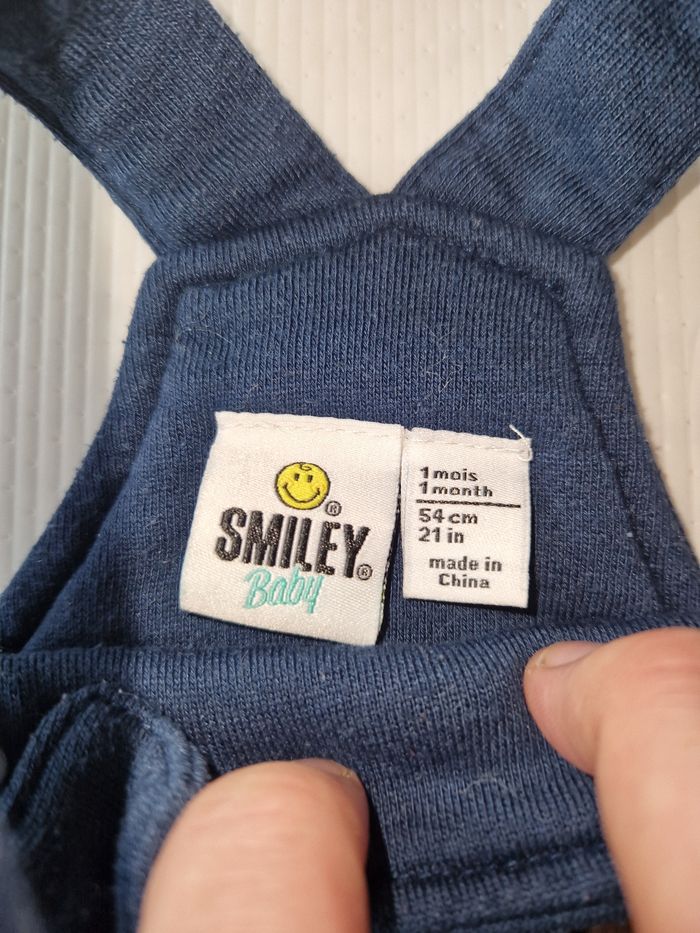 SMILEY®
Baby®
1 mois
1 month
54 cm
21 in
made in
China